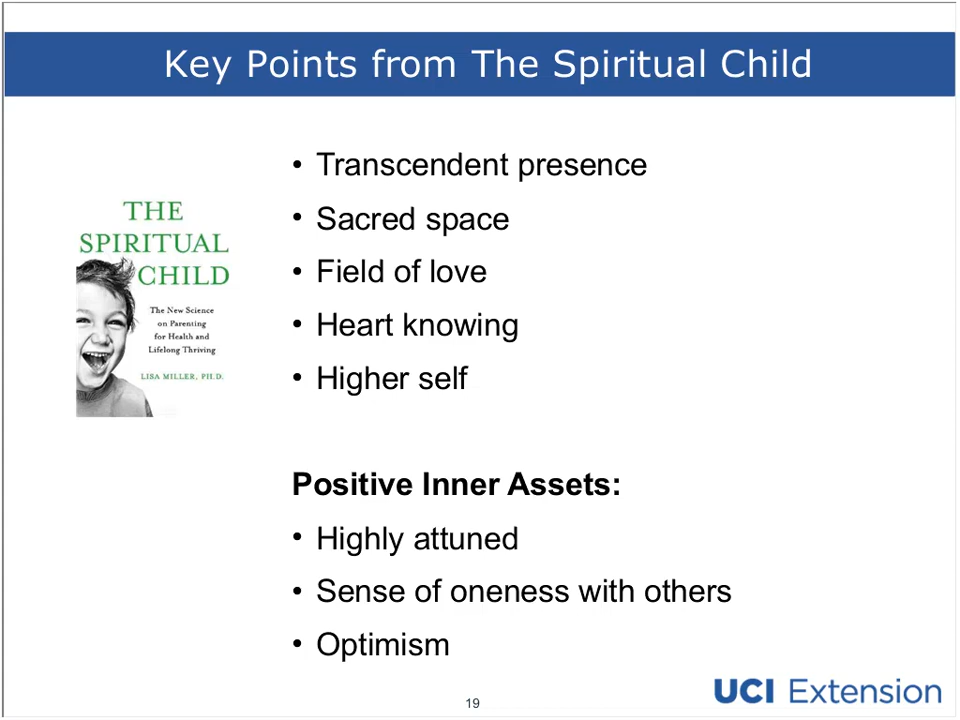 Key Points from The Spiritual Child
THE
SPIRITUAL
CHILD
The New Science
on Parenting
for Health and
Lifelong Thriving
LISA MILLER, PH.D.
• Transcendent presence
• Sacred space
• Field of love
• Heart knowing
• Higher self
Positive Inner Assets:
• Highly attuned
• Sense of oneness with others
• Optimism
19
UCI Extension